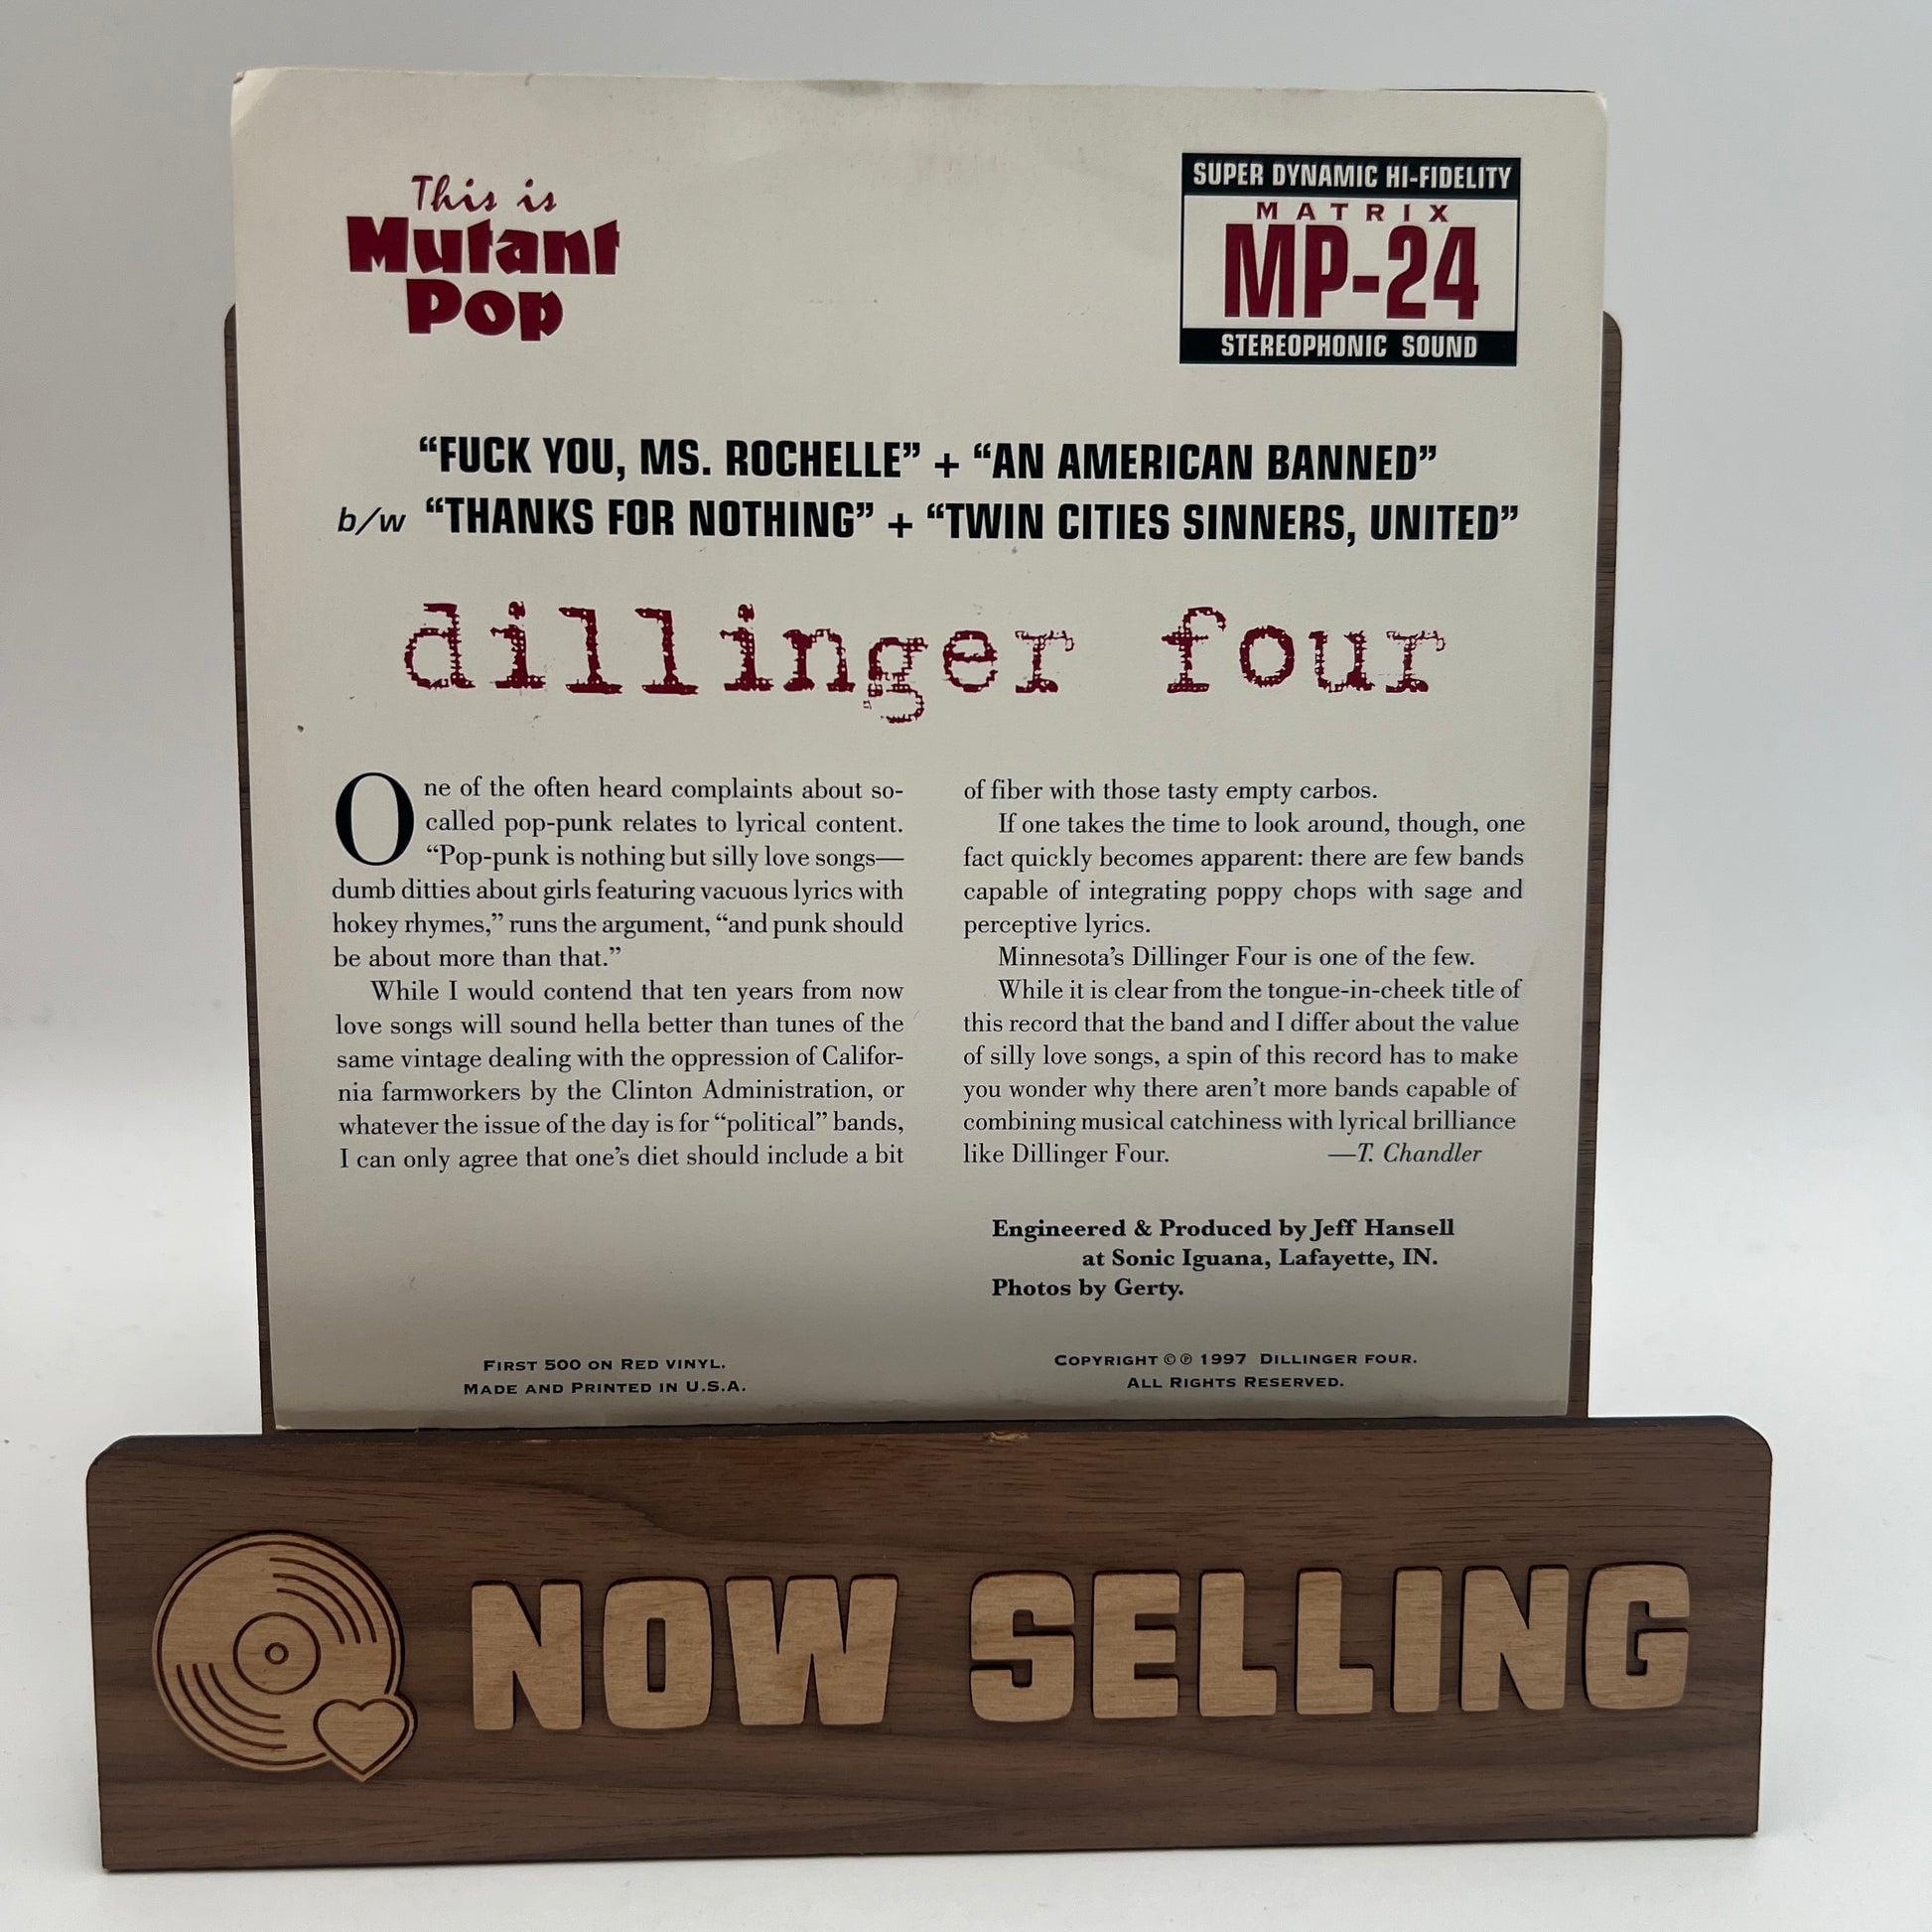 This is
Mutant
Pop
SUPER DYNAMIC HI-FIDELITY
MATRIX
MP-24
STEREOPHONIC SOUND
“FUCK YOU, MS. ROCHELLE” + “AN AMERICAN BANNED”
b/w “THANKS FOR NOTHING” + “TWIN CITIES SINNERS, UNITED”
dillinger four
One of the often heard complaints about so-
called pop-punk relates to lyrical content.
“Pop-punk is nothing but silly love songs—
dumb ditties about girls featuring vacuous lyrics with
hokey rhymes,” runs the argument, “and punk should
be about more than that.”
While I would contend that ten years from now
love songs will sound hella better than tunes of the
same vintage dealing with the oppression of Califor-
nia farmworkers by the Clinton Administration, or
whatever the issue of the day is for “political” bands,
I can only agree that one’s diet should include a bit
of fiber with those tasty empty carbos.
If one takes the time to look around, though, one
fact quickly becomes apparent: there are few bands
capable of integrating poppy chops with sage and
perceptive lyrics.
Minnesota’s Dillinger Four is one of the few.
While it is clear from the tongue-in-cheek title of
this record that the band and I differ about the value
of silly love songs, a spin of this record has to make
you wonder why there aren’t more bands capable of
combining musical catchiness with lyrical brilliance
like Dillinger Four. —T. Chandler
Engineered & Produced by Jeff Hansell
at Sonic Iguana, Lafayette, IN.
Photos by Gerty.
FIRST 500 ON RED VINYL.
MADE AND PRINTED IN U.S.A.
COPYRIGHT ©℗ 1997 DILLINGER FOUR.
ALL RIGHTS RESERVED.
NOW SELLING